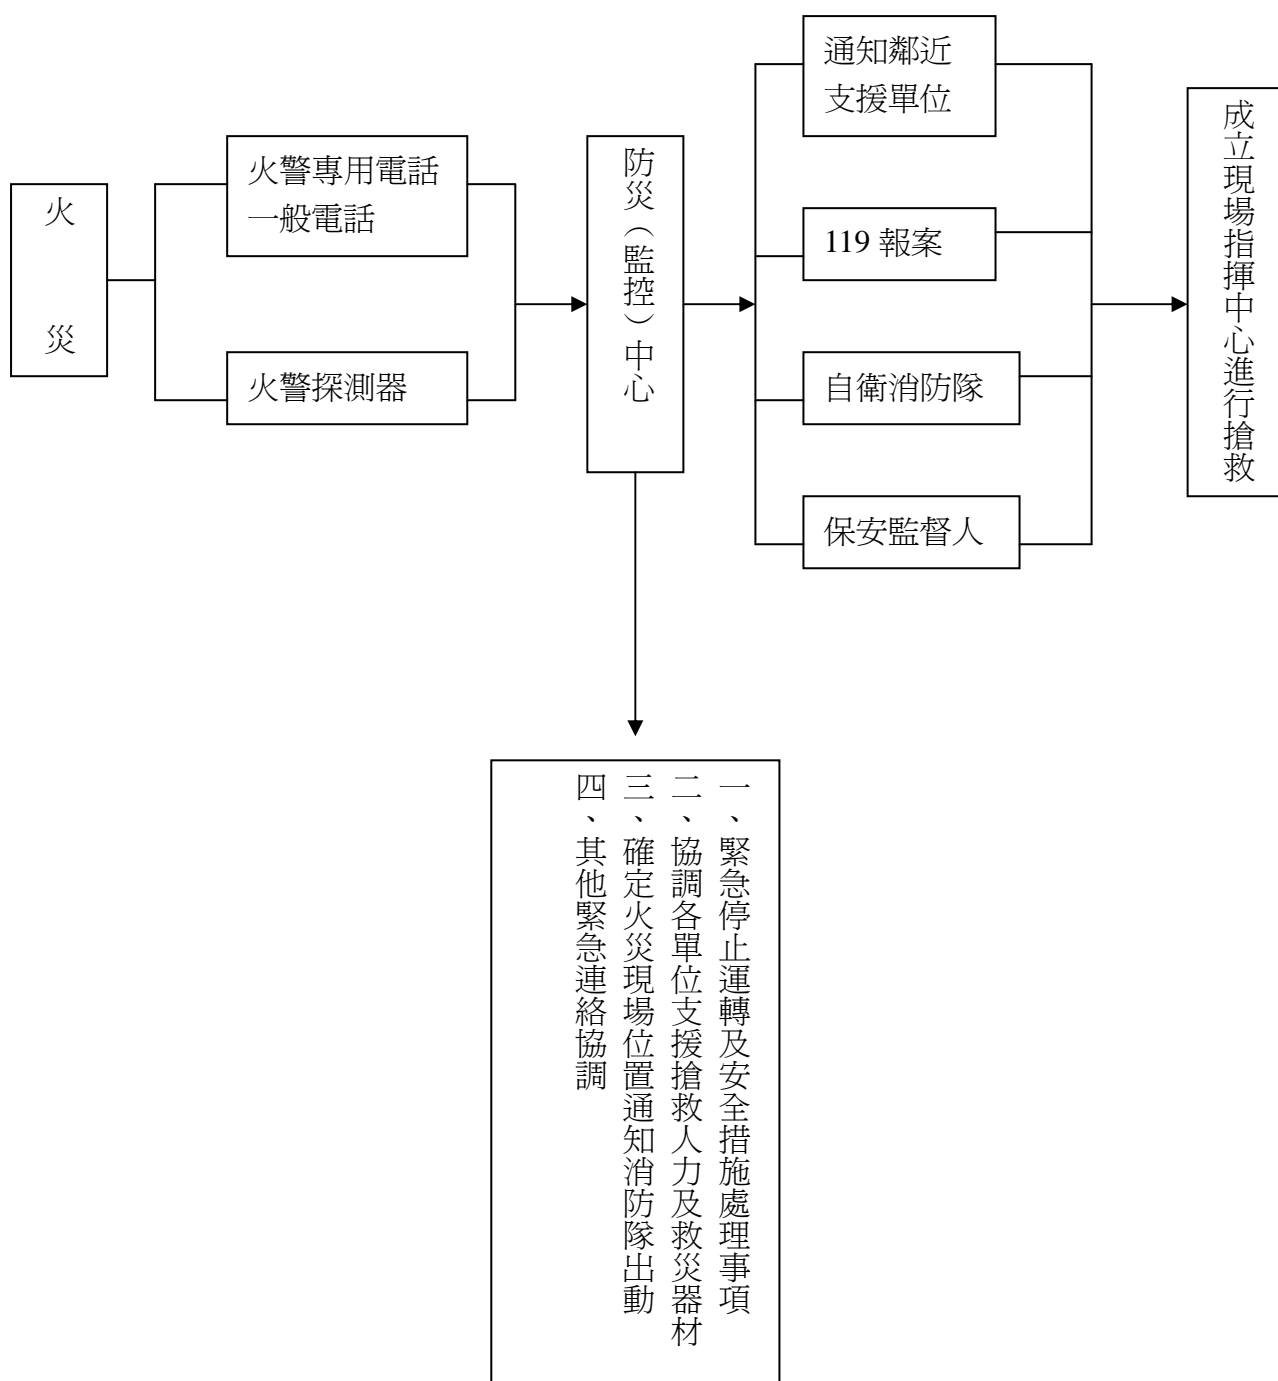 火災
火警專用電話
一般電話
火警探測器
防災（監控）中心
通知鄰近
支援單位
119 報案
自衛消防隊
保安監督人
成立現場指揮中心進行搶救
一、緊急停止運轉及安全措施處理事項
二、協調各單位支援搶救人力及救災器材
三、確定火災現場位置通知消防隊出動
四、其他緊急連絡協調